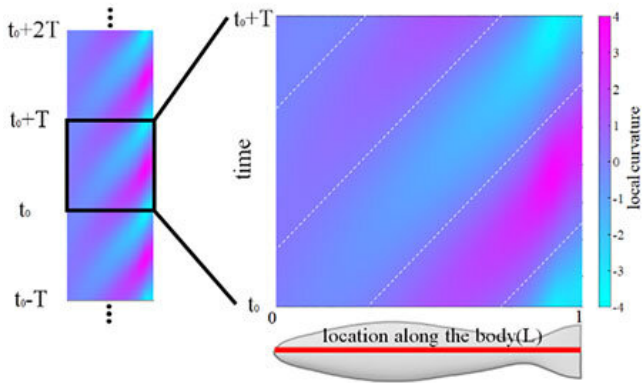 t₀+2T
t₀+T
t₀
t₀-T
t₀+T
time
t₀
0
1
location along the body(L)
4
3
2
1
0
-1
-2
-3
-4
local curvature